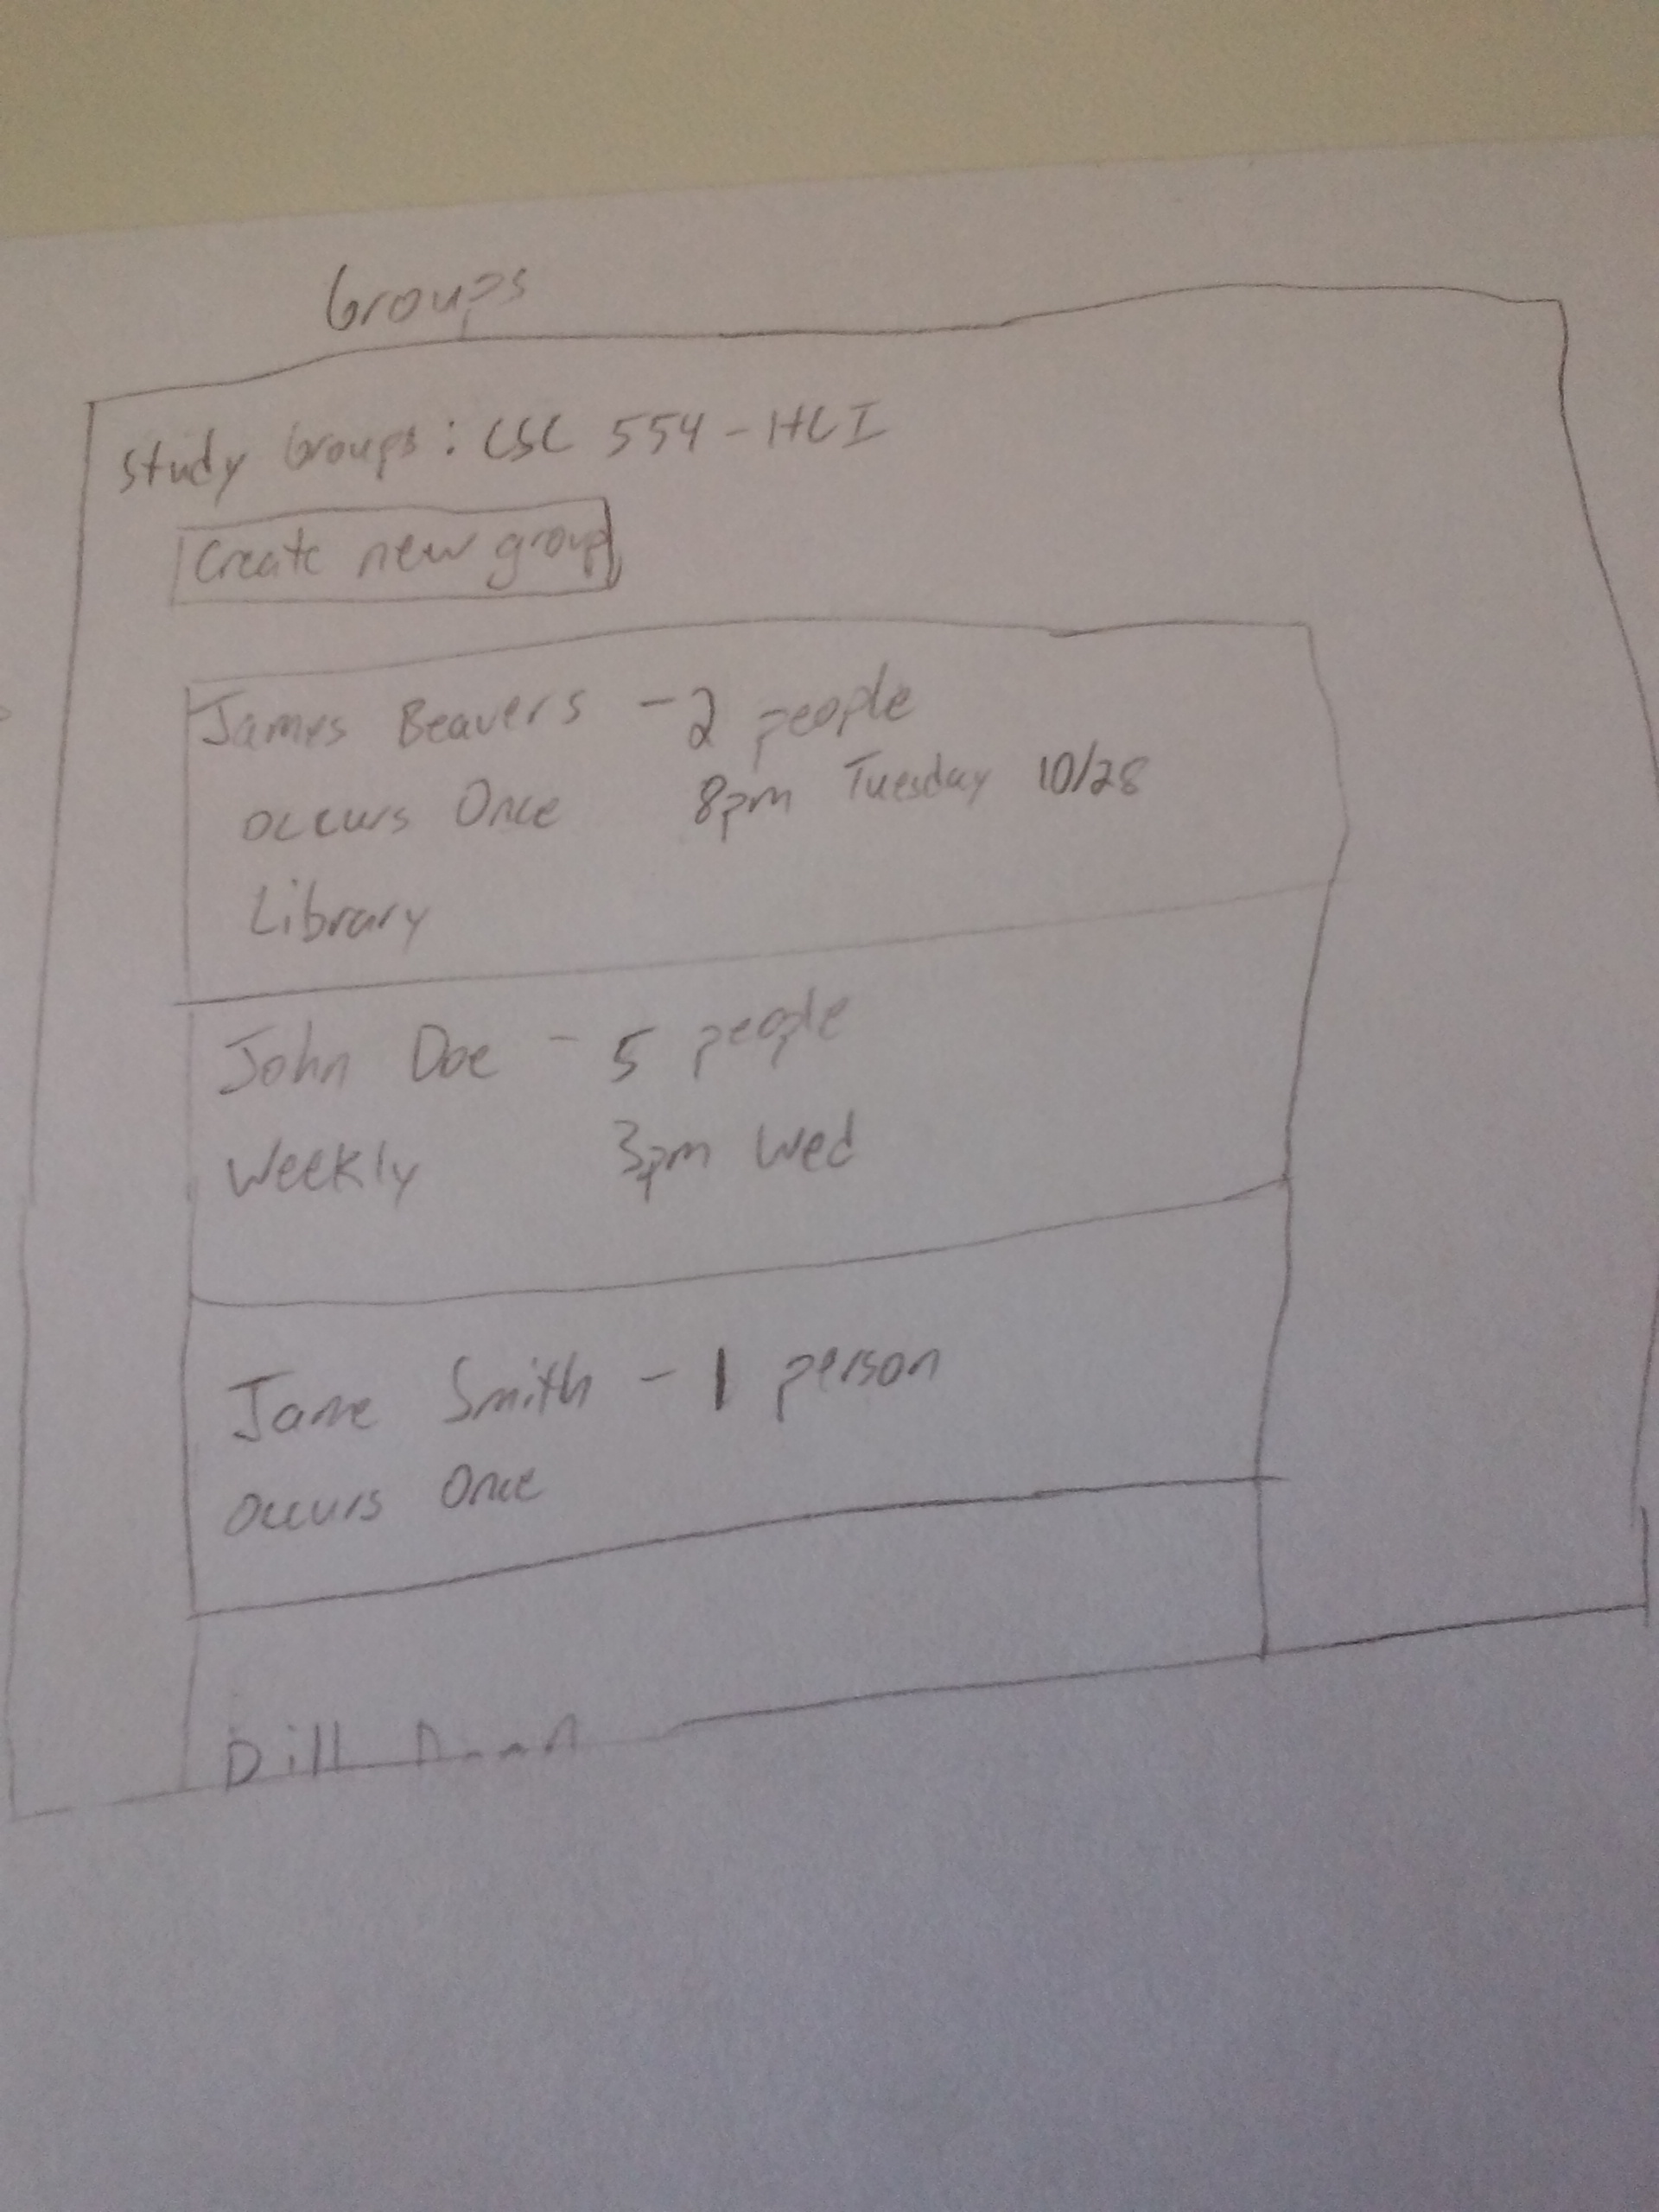 Groups
Study Groups: CSC 554 - HCI
Create new group
James Beavers - 2 people
occurs Once 8pm Tuesday 10/28
Library
John Doe - 5 people
Weekly 3pm Wed
Jane Smith - 1 person
occurs Once